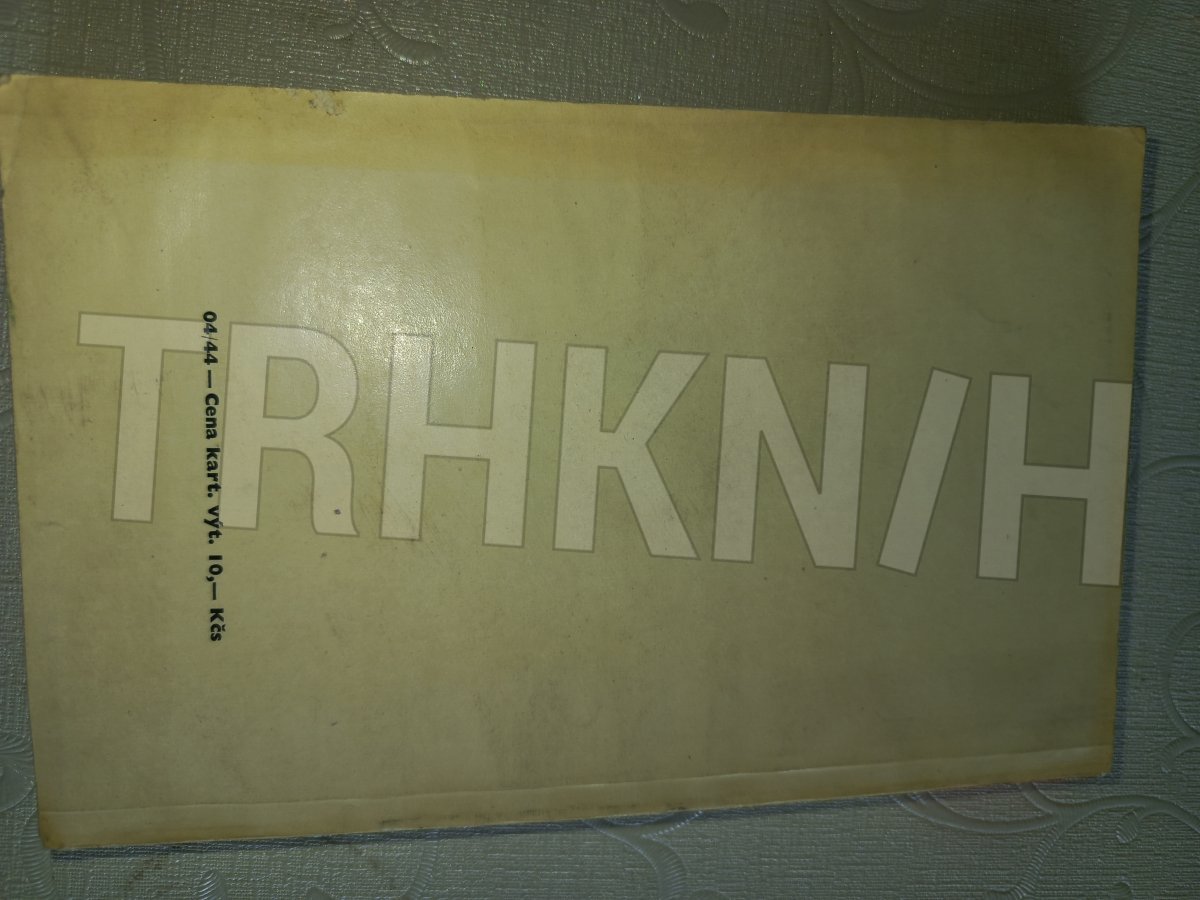 TRHKN/H
04/44 — Cena kart. výt. 10,— Kčs